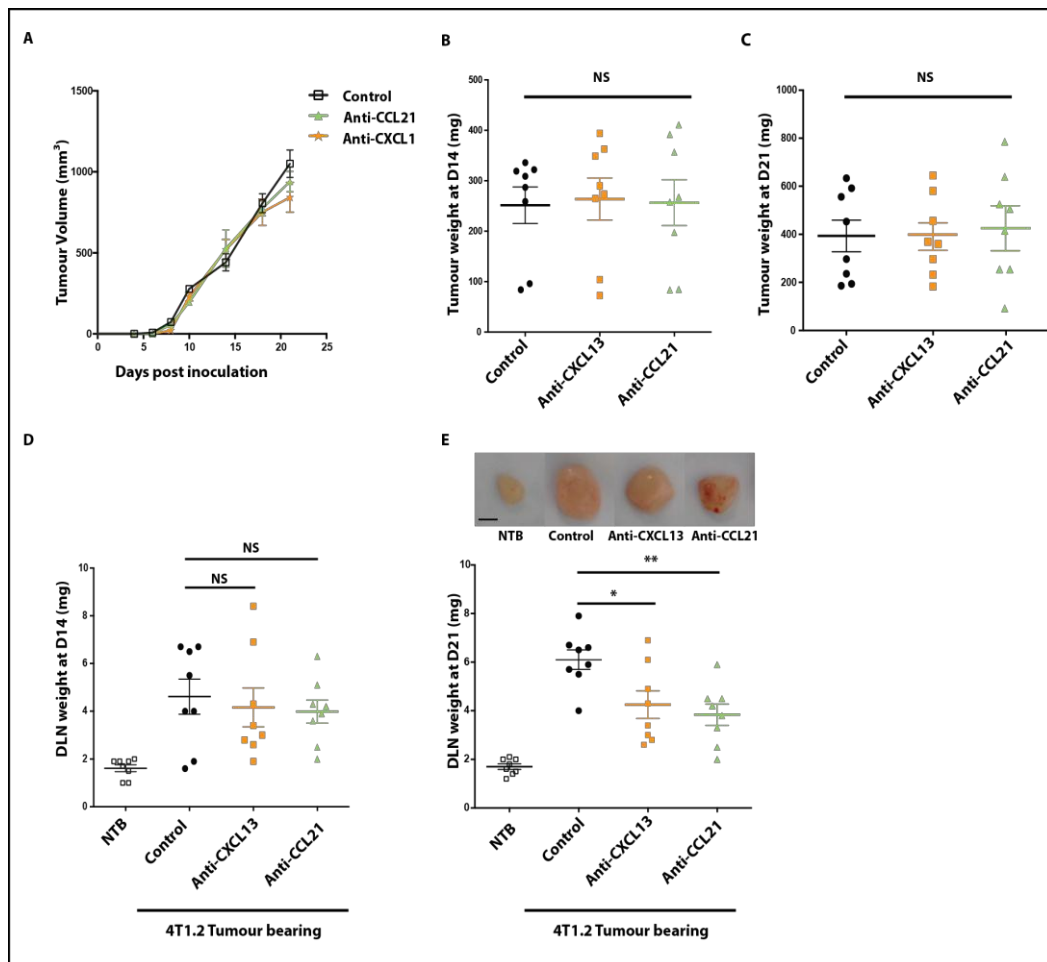 A
Tumour Volume (mm³)
1500
1000
500
0
0 5 10 15 20 25
Days post inoculation
Control
Anti-CCL21
Anti-CXCL1
B
NS
Tumour weight at D14 (mg)
500
400
300
200
100
0
Control
Anti-CXCL13
Anti-CCL21
C
NS
Tumour weight at D21 (mg)
1000
800
600
400
200
0
Control
Anti-CXCL13
Anti-CCL21
D
NS
NS
DLN weight at D14 (mg)
10
8
6
4
2
0
NTB
Control
Anti-CXCL13
Anti-CCL21
4T1.2 Tumour bearing
E
NTB Control Anti-CXCL13 Anti-CCL21
**
*
DLN weight at D21 (mg)
10
8
6
4
2
0
NTB
Control
Anti-CXCL13
Anti-CCL21
4T1.2 Tumour bearing